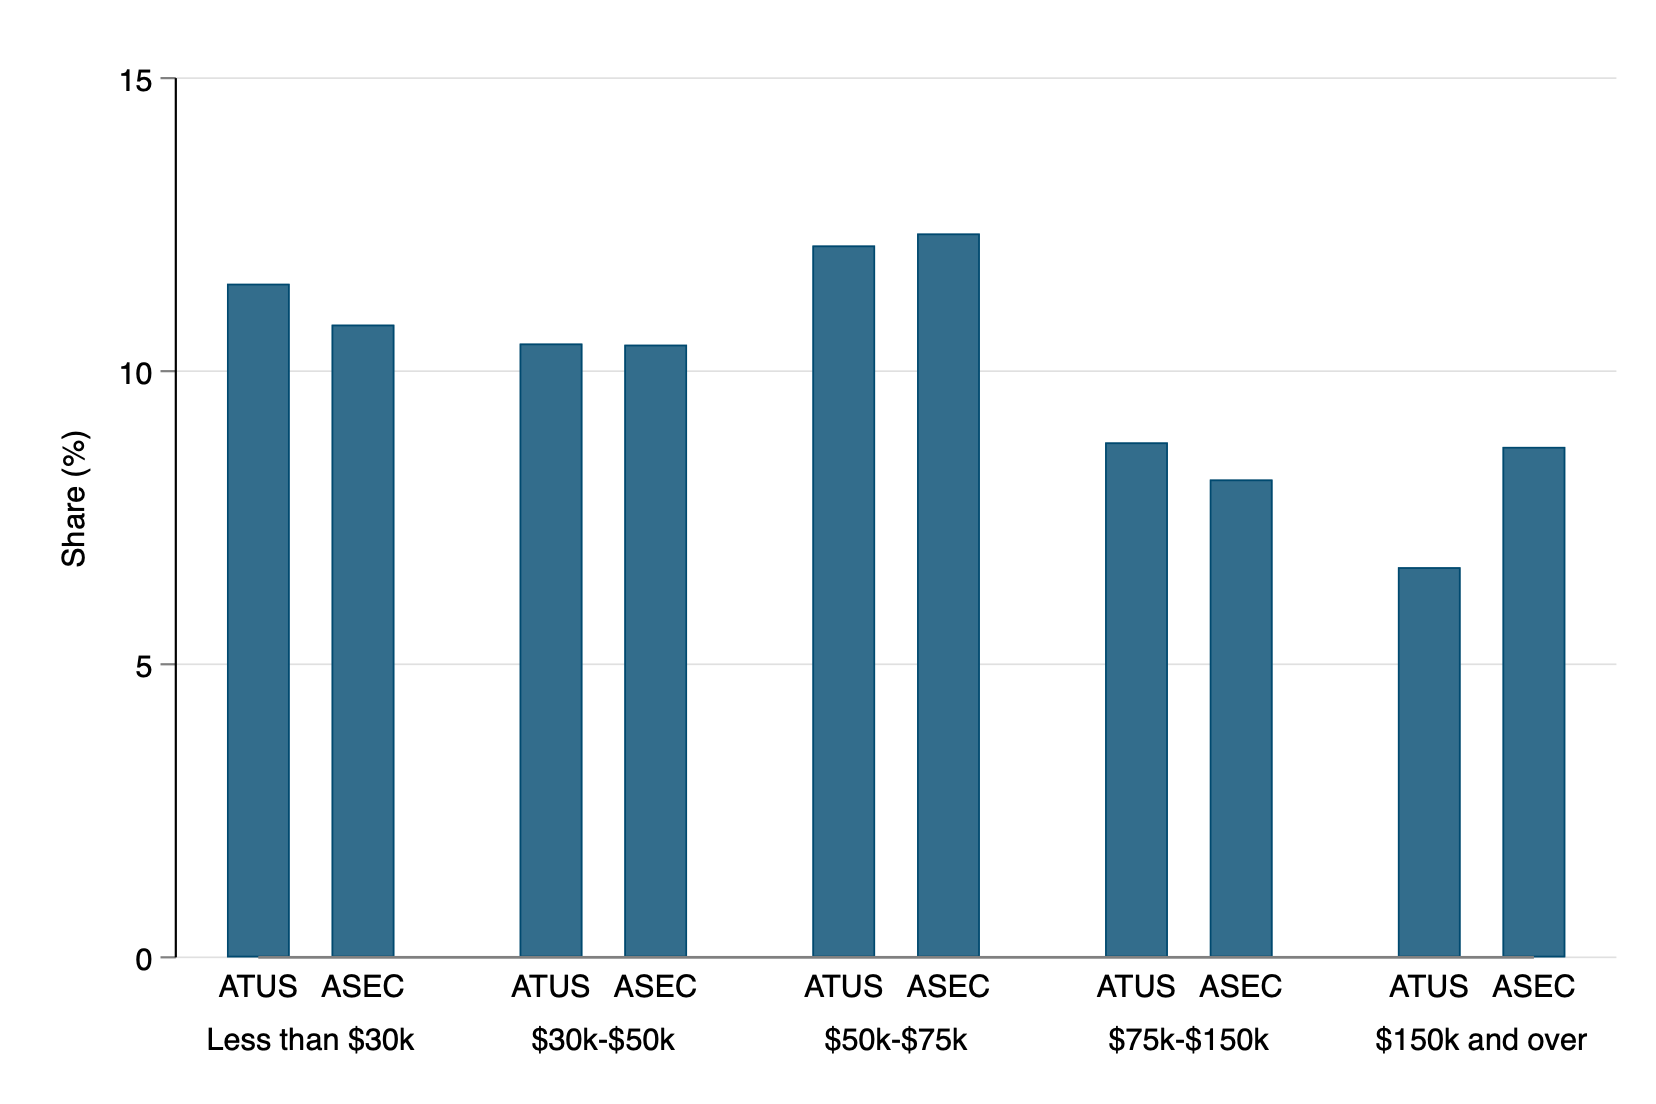 15
10
5
0
Share (%)
ATUS ASEC ATUS ASEC ATUS ASEC ATUS ASEC ATUS ASEC
Less than $30k $30k-$50k $50k-$75k $75k-$150k $150k and over